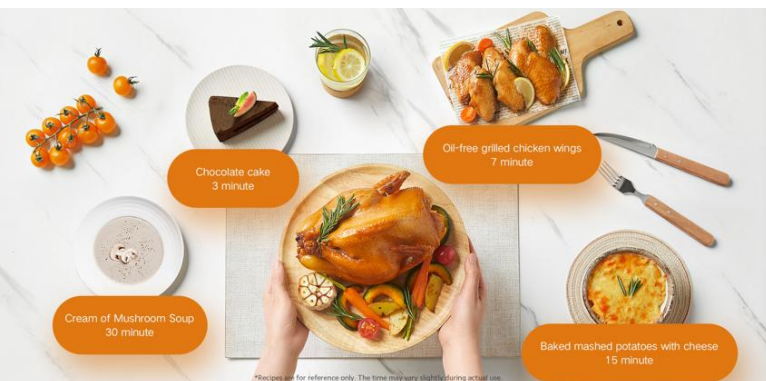 Chocolate cake
3 minute
Oil-free grilled chicken wings
7 minute
Cream of Mushroom Soup
30 minute
Baked mashed potatoes with cheese
15 minute
*Recipes are for reference only. The time may vary slightly during actual use.